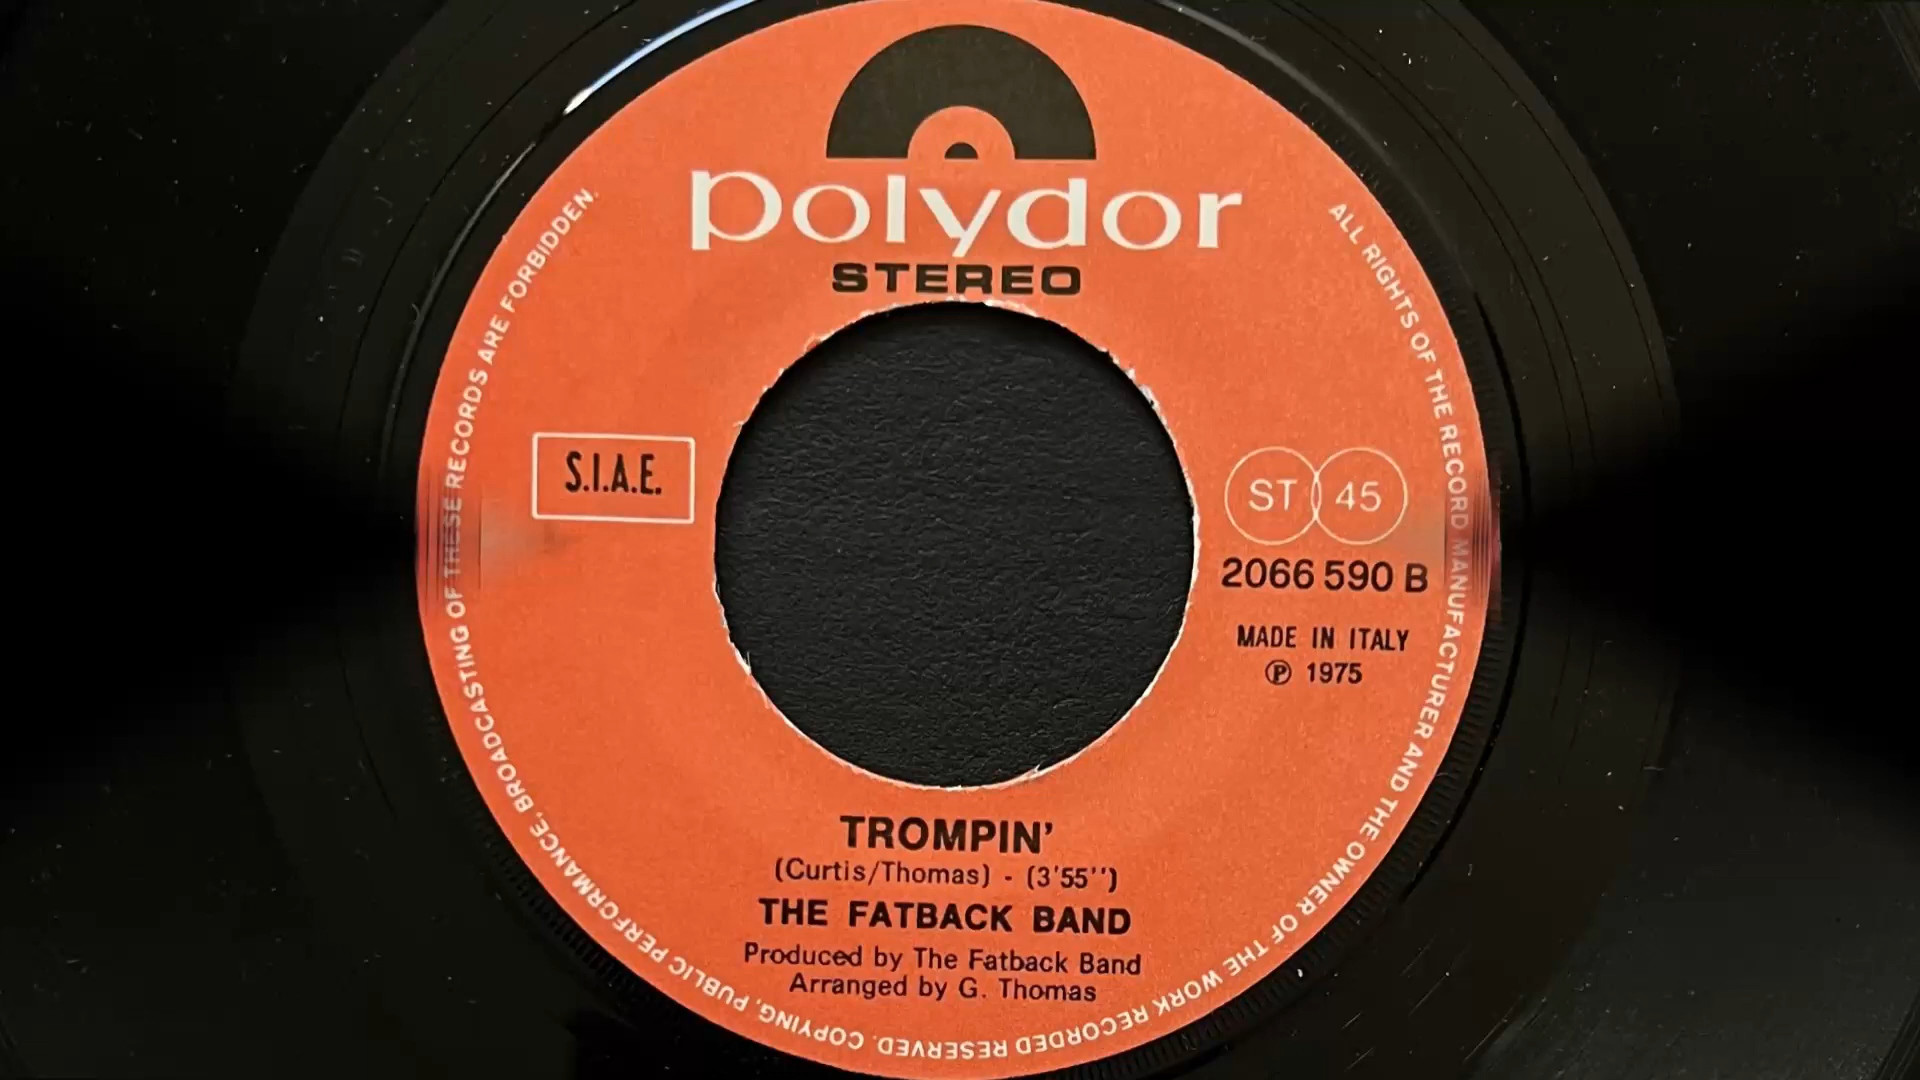 polydor
STEREO
S.I.A.E.
ST 45
2066 590 B
MADE IN ITALY
℗ 1975
TROMPIN’
(Curtis/Thomas) - (3'55'')
THE FATBACK BAND
Produced by The Fatback Band
Arranged by G. Thomas
ALL RIGHTS OF THE RECORD MANUFACTURER AND THE OWNER OF THE WORK RECORDED RESERVED. COPYING, PUBLIC PERFORMANCE, BROADCASTING OF THESE RECORDS ARE FORBIDDEN.